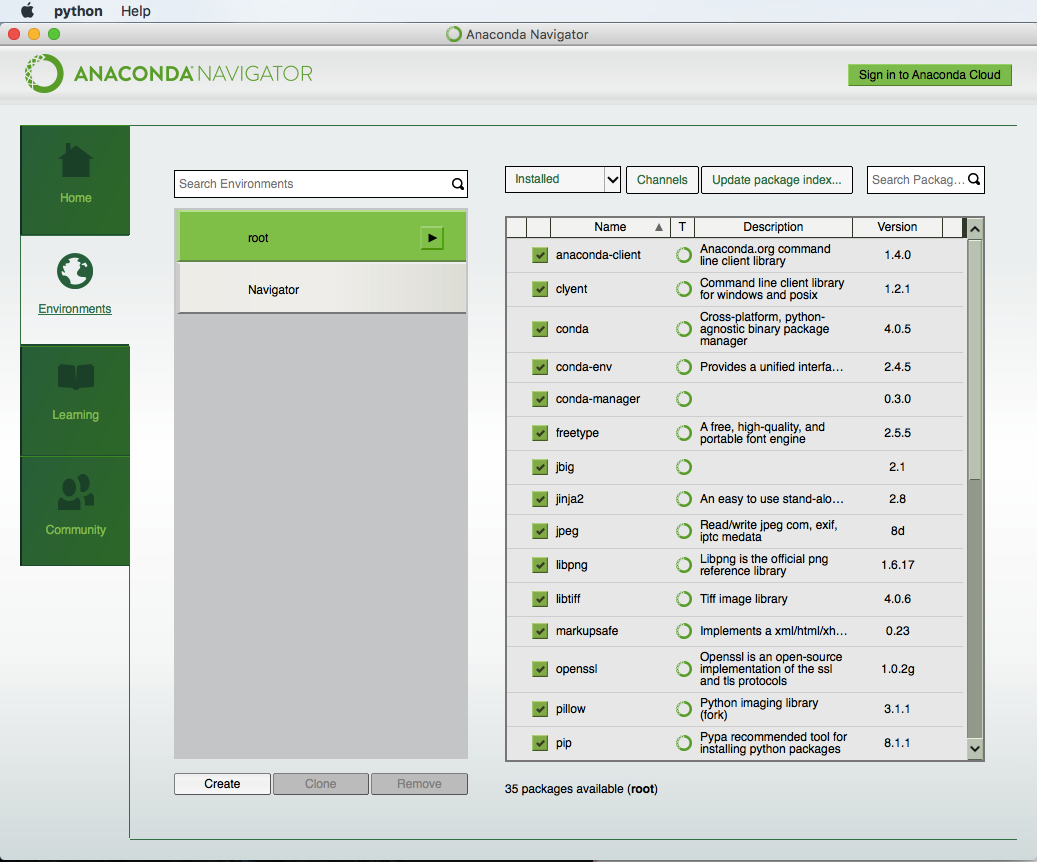 python Help
Anaconda Navigator
ANACONDA NAVIGATOR
Sign in to Anaconda Cloud
Home
Environments
Learning
Community
Search Environments
root
Navigator
Create Clone Remove
Installed Channels Update package index... Search Packag...
Name T Description Version
anaconda-client Anaconda.org command 1.4.0
line client library
clyent Command line client library 1.2.1
for windows and posix
conda Cross-platform, python- 4.0.5
agnostic binary package
manager
conda-env Provides a unified interfa... 2.4.5
conda-manager 0.3.0
freetype A free, high-quality, and 2.5.5
portable font engine
jbig 2.1
jinja2 An easy to use stand-alo... 2.8
jpeg Read/write jpeg com, exif, 8d
iptc medata
libpng Libpng is the official png 1.6.17
reference library
libtiff Tiff image library 4.0.6
markupsafe Implements a xml/html/xh... 0.23
openssl Openssl is an open-source 1.0.2g
implementation of the ssl
and tls protocols
pillow Python imaging library 3.1.1
(fork)
pip Pypa recommended tool for 8.1.1
installing python packages
35 packages available (root)